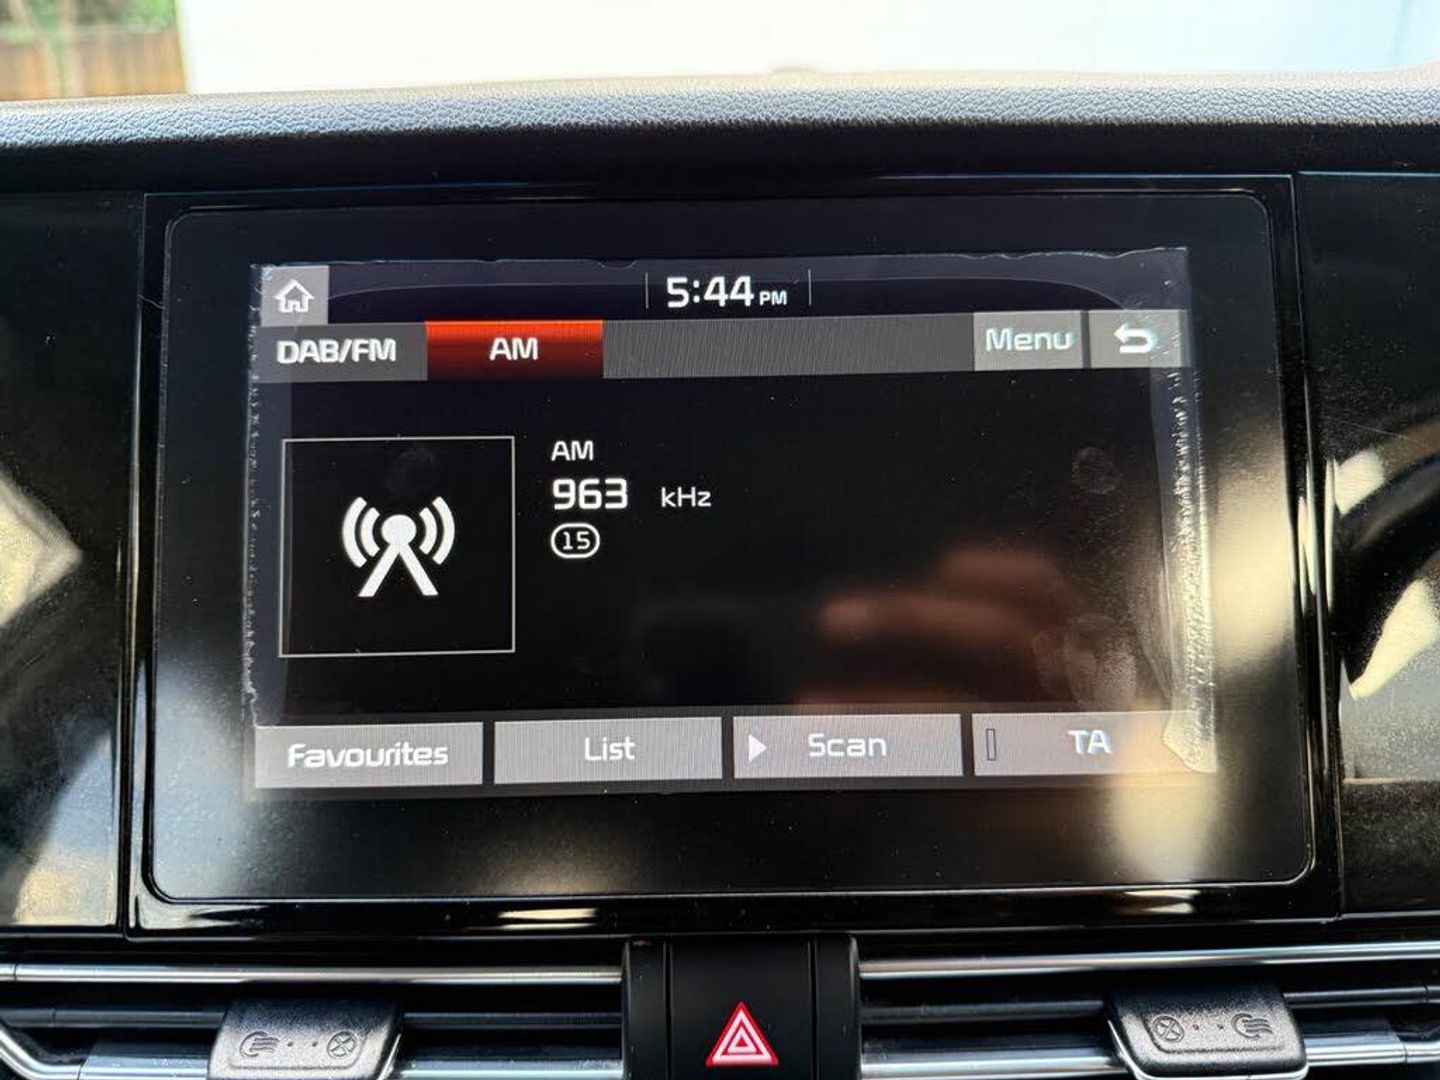 5:44 PM
DAB/FM AM Menu
AM
963 kHz
15
Favourites List Scan TA